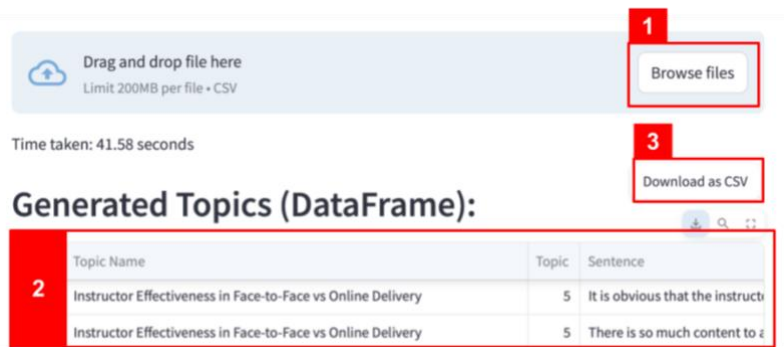 1
Drag and drop file here
Limit 200MB per file • CSV
Browse files
Time taken: 41.58 seconds
3
Download as CSV
Generated Topics (DataFrame):
2
Topic Name Topic Sentence
Instructor Effectiveness in Face-to-Face vs Online Delivery 5 It is obvious that the
Instructor Effectiveness in Face-to-Face vs Online Delivery 5 There is so much content to